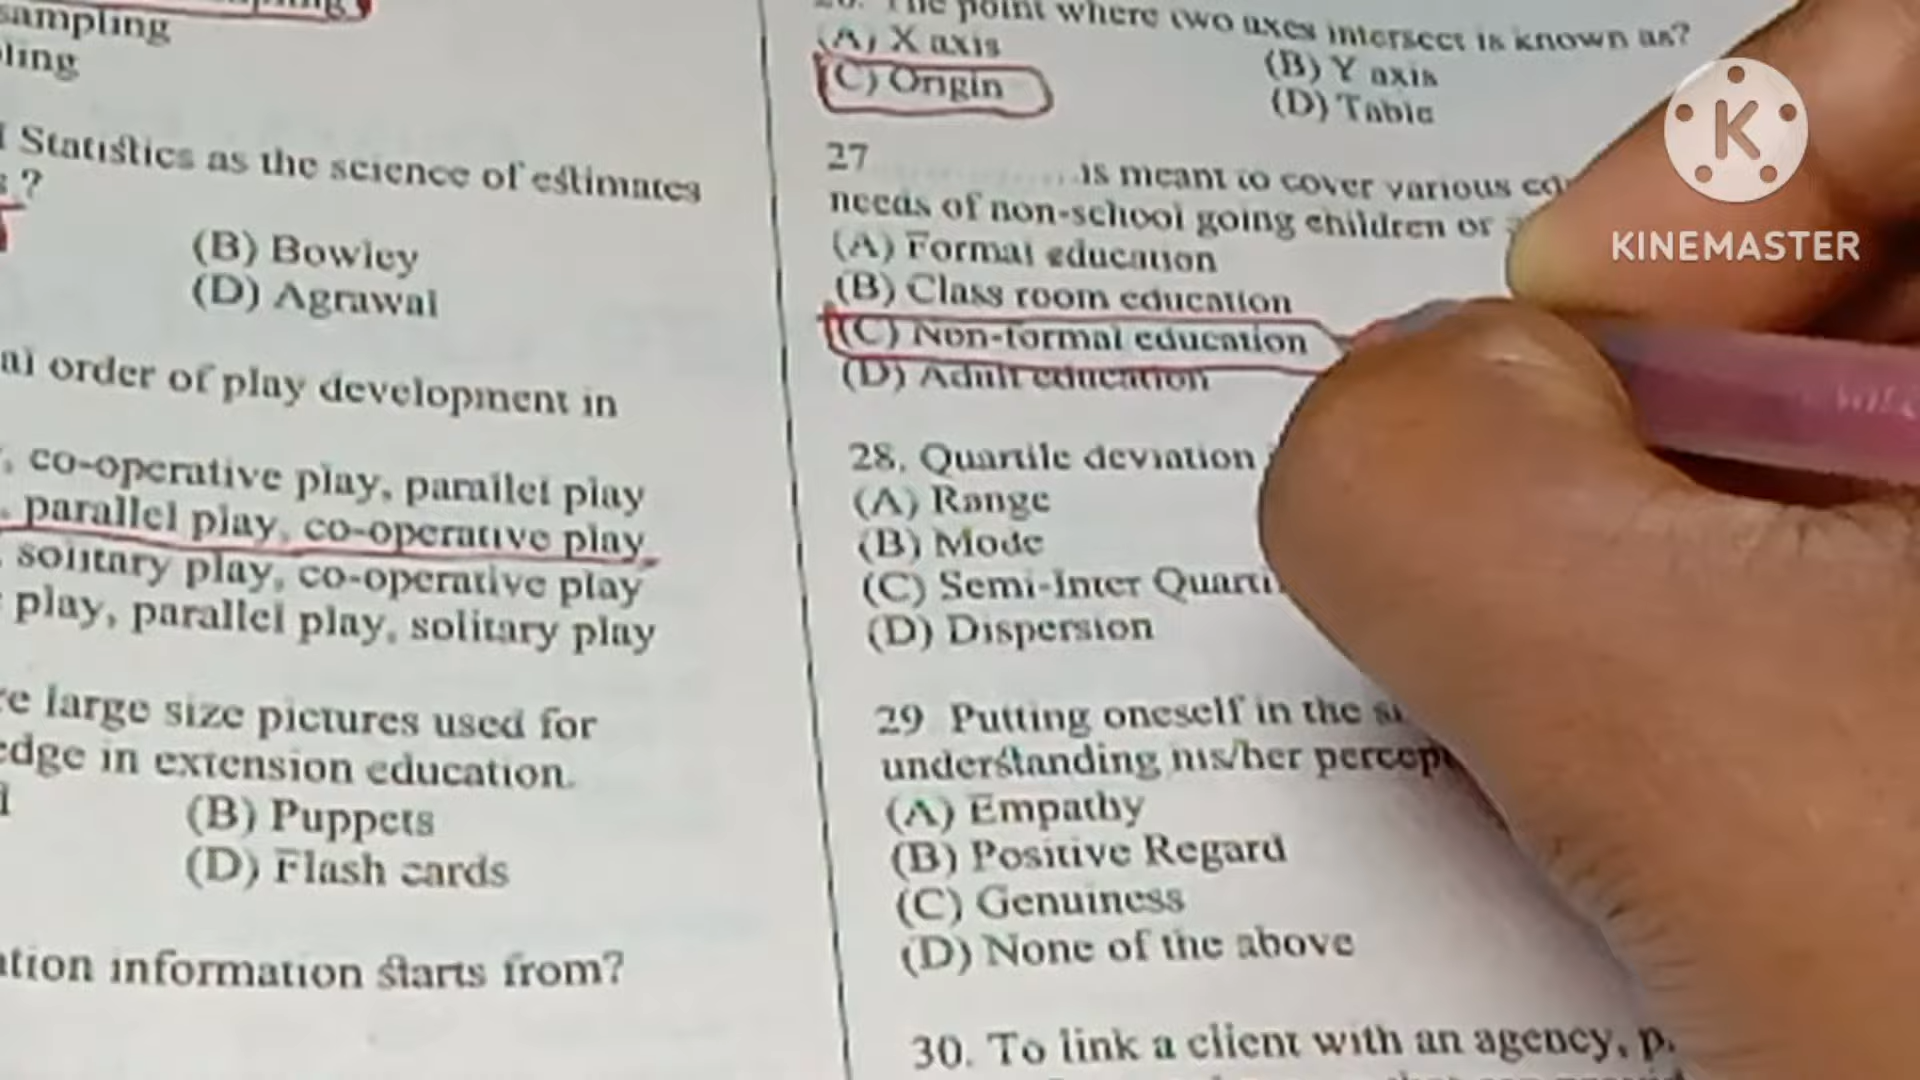 sampling
Statistics as the science of estimates
?
(B) Bowley
(D) Agrawal
al order of play development in
, co-operative play, parallel play
, parallel play, co-operative play
, solitary play, co-operative play
play, parallel play, solitary play
large size pictures used for
in extension education.
(B) Puppets
(D) Flash cards
information starts from?
The point where two axes intersect is known as?
(A) X axis
(B) Y axis
(C) Origin
(D) Table
27 ............ is meant to cover various
needs of non-school going children or
(A) Formal education
(B) Class room education
(C) Non-formal education
(D) Adult education
28. Quartile deviation
(A) Range
(B) Mode
(C) Semi-Inter
(D) Dispersion
29 Putting oneself in the
understanding his/her
(A) Empathy
(B) Positive Regard
(C) Genuiness
(D) None of the above
30. To link a client with an agency,
K
KINEMASTER